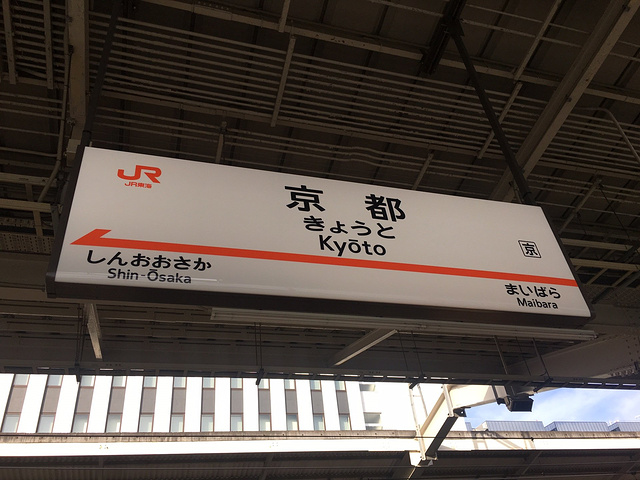 JR
JR東海
京都
きょうと
Kyōto
京
しんおおさか
Shin-Ōsaka
まいばら
Maibara